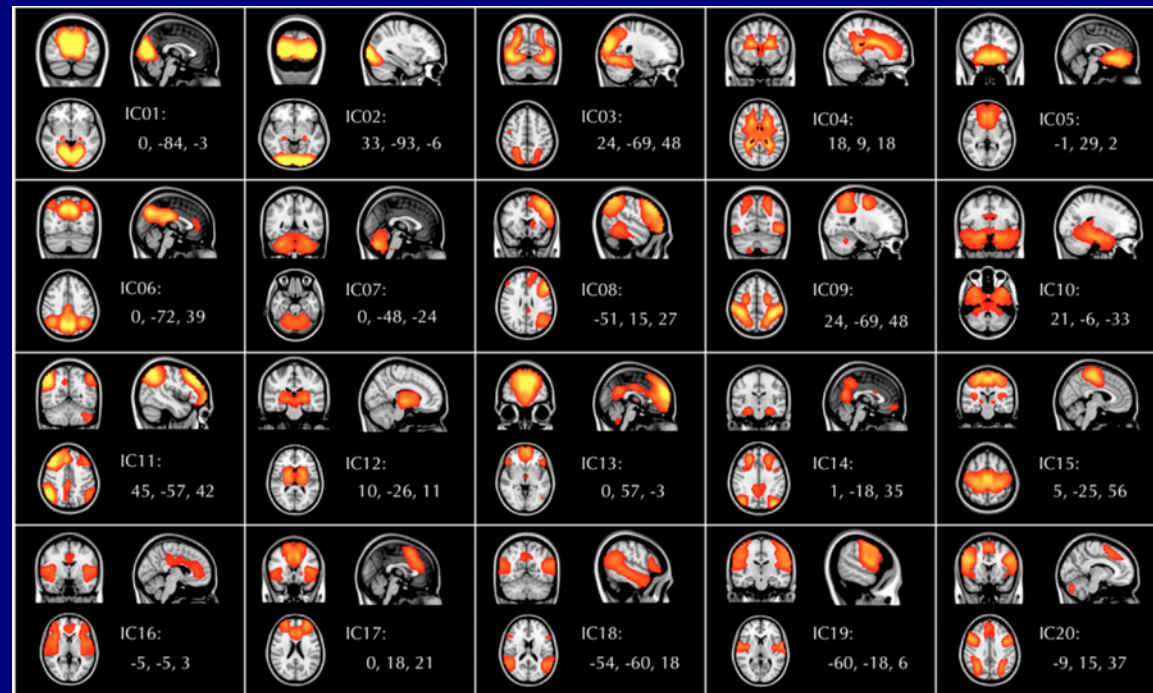 IC01:
0, -84, -3
IC02:
33, -93, -6
IC03:
24, -69, 48
IC04:
18, 9, 18
IC05:
-1, 29, 2
IC06:
0, -72, 39
IC07:
0, -48, -24
IC08:
-51, 15, 27
IC09:
24, -69, 48
IC10:
21, -6, -33
IC11:
45, -57, 42
IC12:
10, -26, 11
IC13:
0, 57, -3
IC14:
1, -18, 35
IC15:
5, -25, 56
IC16:
-5, -5, 3
IC17:
0, 18, 21
IC18:
-54, -60, 18
IC19:
-60, -18, 6
IC20:
-9, 15, 37